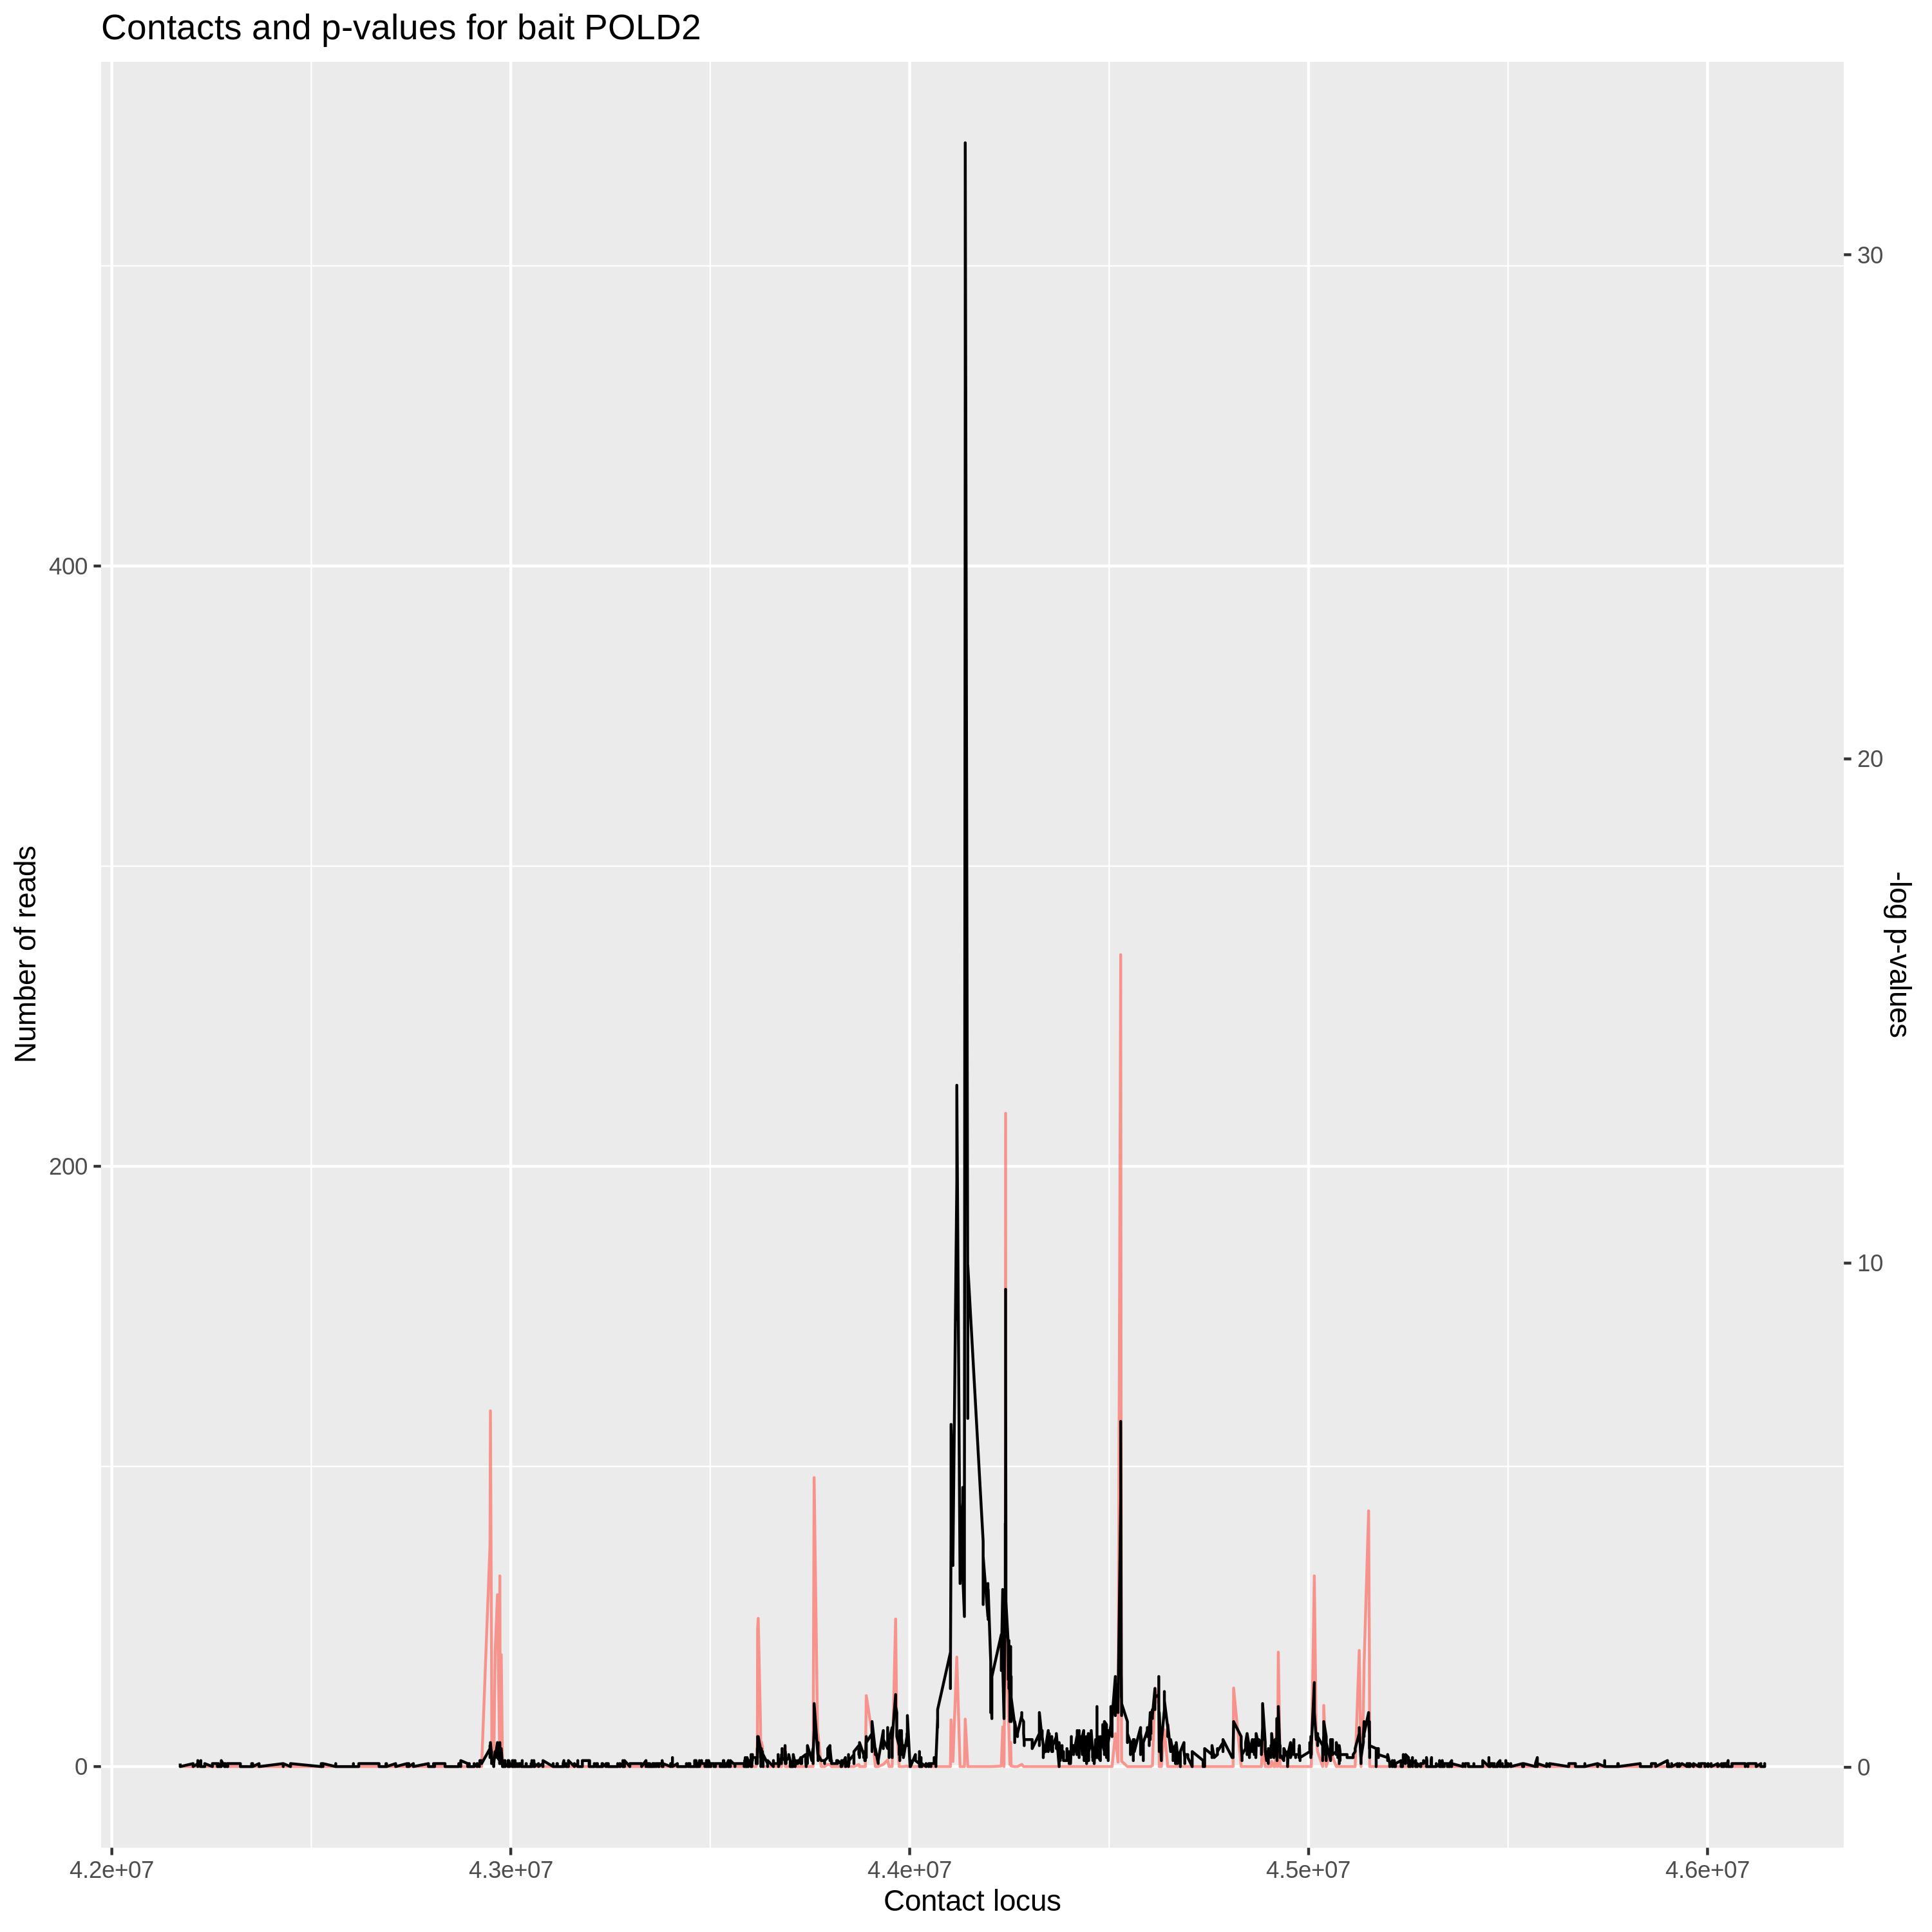 Contacts and p-values for bait POLD2
Number of reads
400
200
0
30
20
10
0
-log p-values
4.2e+07
4.3e+07
4.4e+07
4.5e+07
4.6e+07
Contact locus